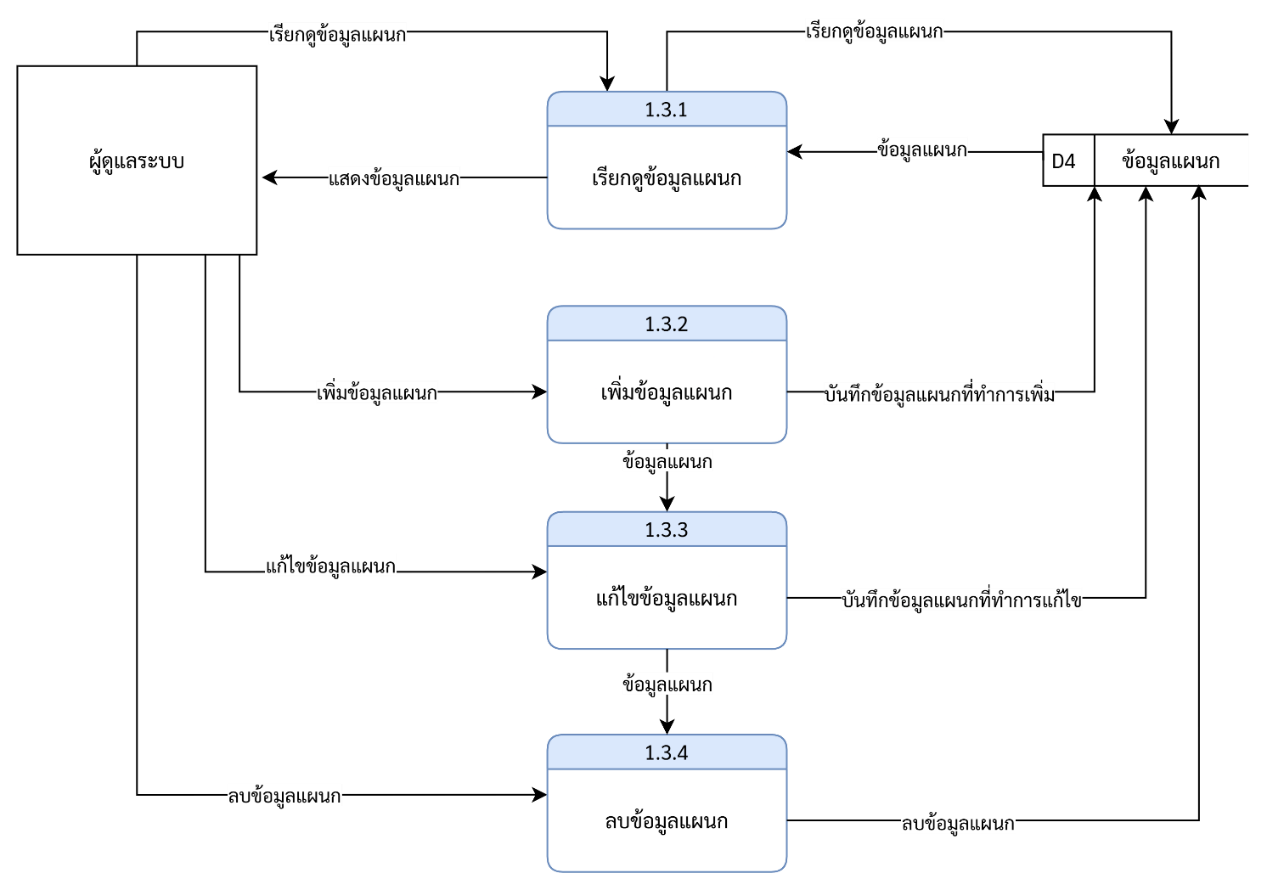 เรียกดูข้อมูลแผนก
เรียกดูข้อมูลแผนก
1.3.1
ผู้ดูแลระบบ
ข้อมูลแผนก
D4
ข้อมูลแผนก
แสดงข้อมูลแผนก
เรียกดูข้อมูลแผนก
1.3.2
เพิ่มข้อมูลแผนก
เพิ่มข้อมูลแผนก
บันทึกข้อมูลแผนกที่ทำการเพิ่ม
ข้อมูลแผนก
1.3.3
แก้ไขข้อมูลแผนก
แก้ไขข้อมูลแผนก
บันทึกข้อมูลแผนกที่ทำการแก้ไข
ข้อมูลแผนก
1.3.4
ลบข้อมูลแผนก
ลบข้อมูลแผนก
ลบข้อมูลแผนก